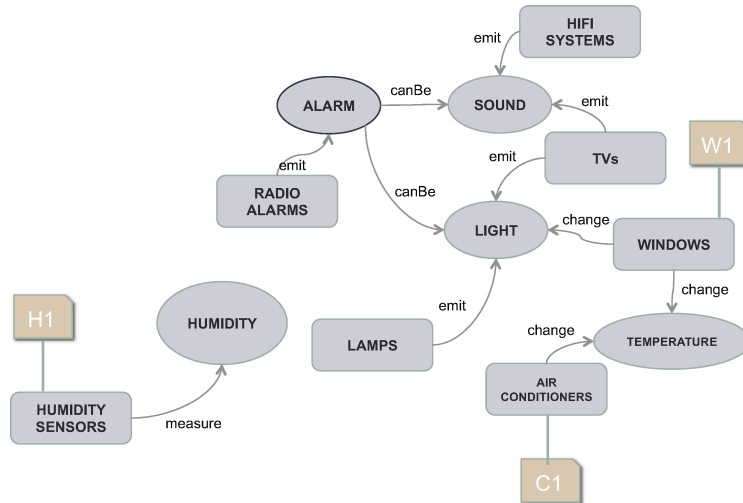 HIFI
SYSTEMS
emit
canBe
ALARM
SOUND
emit
emit
TVs
W1
emit
RADIO
ALARMS
canBe
LIGHT
change
WINDOWS
change
H1
HUMIDITY
emit
LAMPS
change
TEMPERATURE
AIR
CONDITIONERS
HUMIDITY
SENSORS
measure
C1